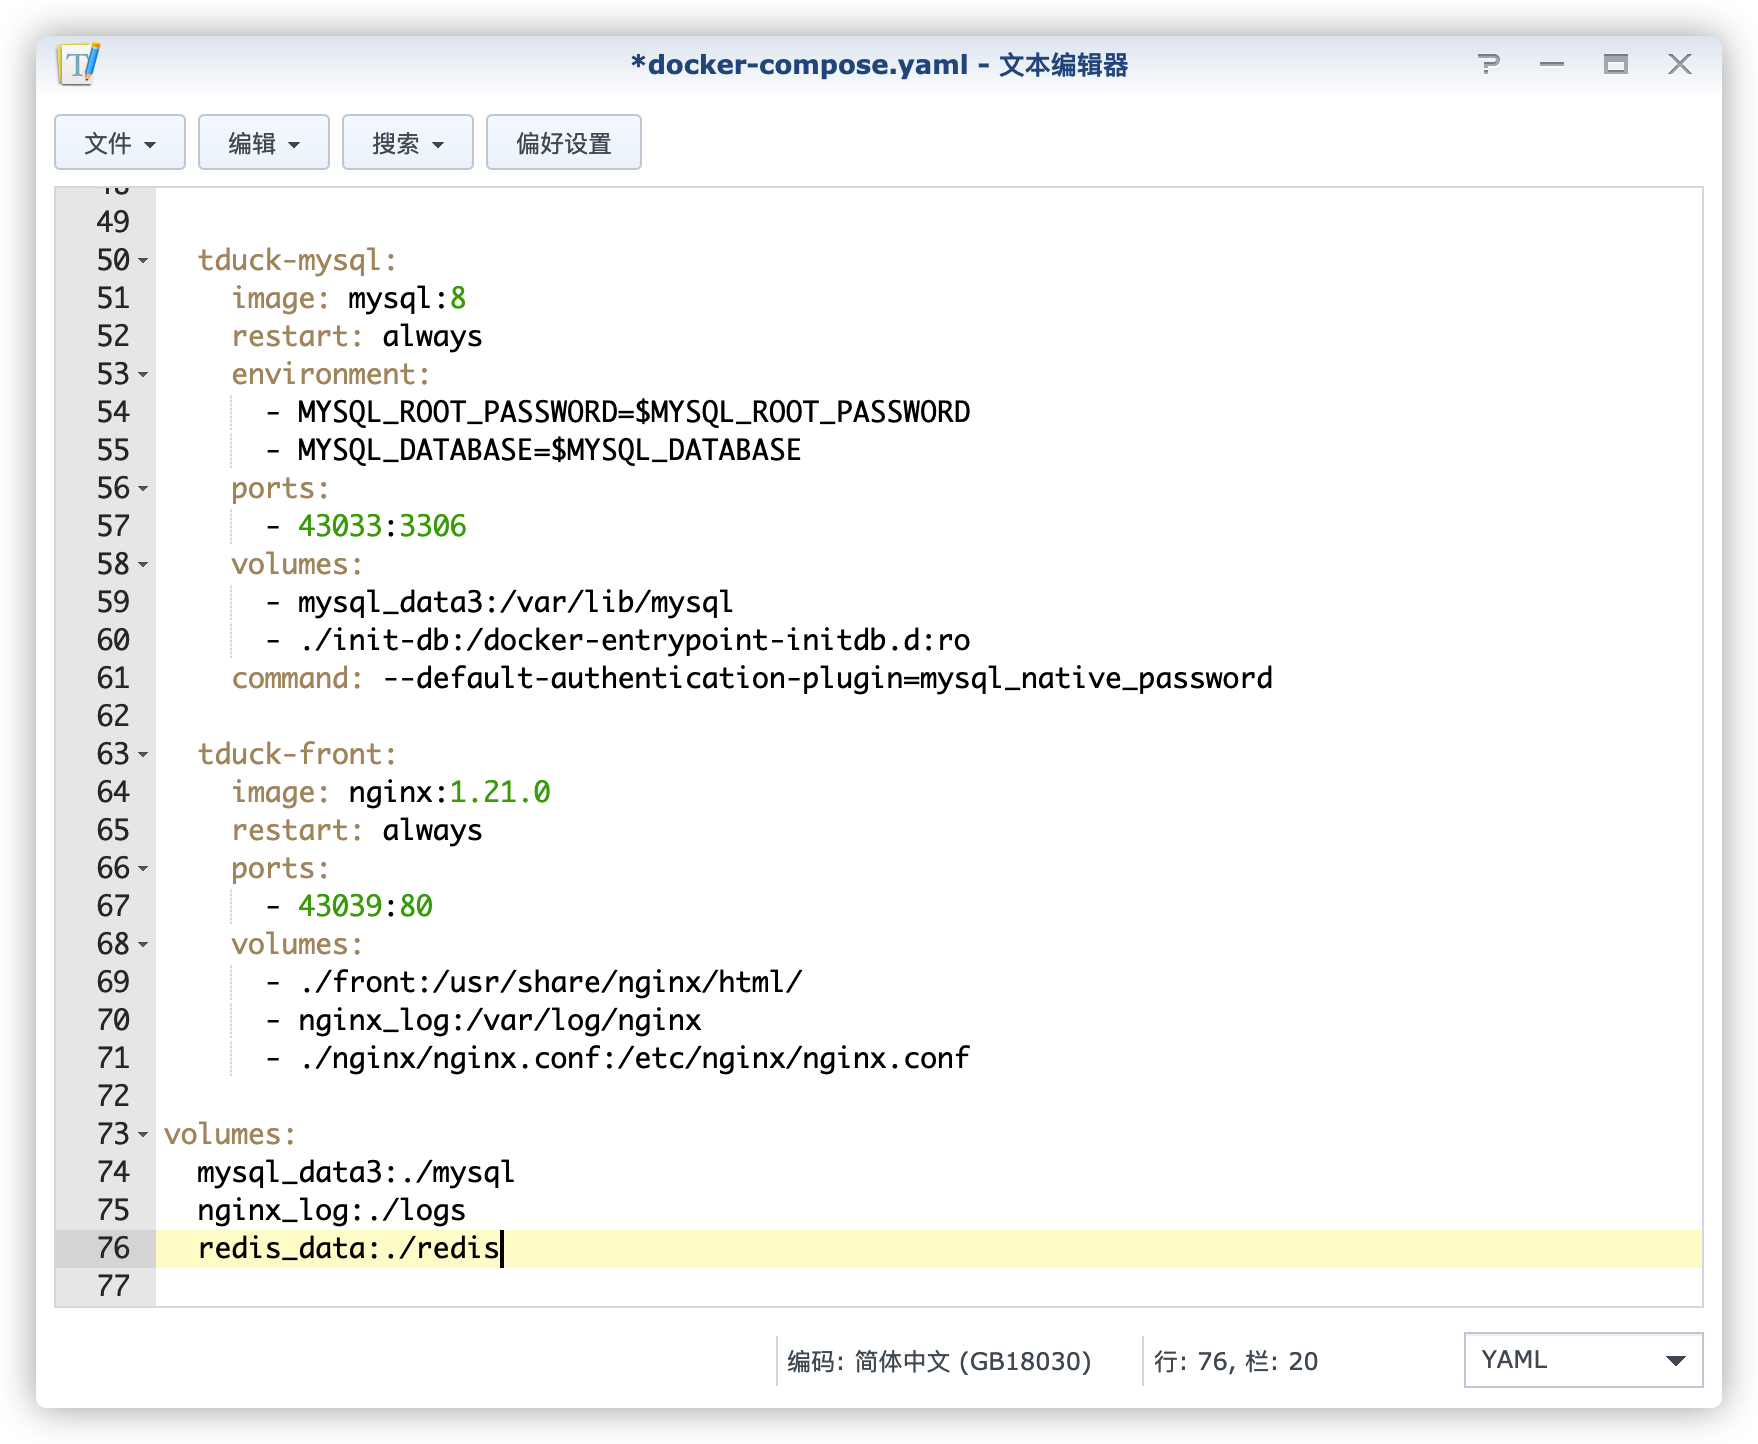 *docker-compose.yaml - 文本编辑器
文件 编辑 搜索 偏好设置
49
50 tduck-mysql:
51 image: mysql:8
52 restart: always
53 environment:
54 - MYSQL_ROOT_PASSWORD=$MYSQL_ROOT_PASSWORD
55 - MYSQL_DATABASE=$MYSQL_DATABASE
56 ports:
57 - 43033:3306
58 volumes:
59 - mysql_data3:/var/lib/mysql
60 - ./init-db:/docker-entrypoint-initdb.d:ro
61 command: --default-authentication-plugin=mysql_native_password
62
63 tduck-front:
64 image: nginx:1.21.0
65 restart: always
66 ports:
67 - 43039:80
68 volumes:
69 - ./front:/usr/share/nginx/html/
70 - nginx_log:/var/log/nginx
71 - ./nginx/nginx.conf:/etc/nginx/nginx.conf
72
73 volumes:
74 mysql_data3:./mysql
75 nginx_log:./logs
76 redis_data:./redis
77
编码: 简体中文 (GB18030) 行: 76, 栏: 20 YAML